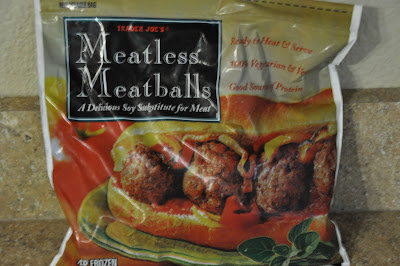 TRADER JOE'S
Meatless
Meatballs
A Delicious Soy Substitute for Meat
Ready to Heat & Serve
100% Vegetarian &
Good Source of Protein
FROZEN